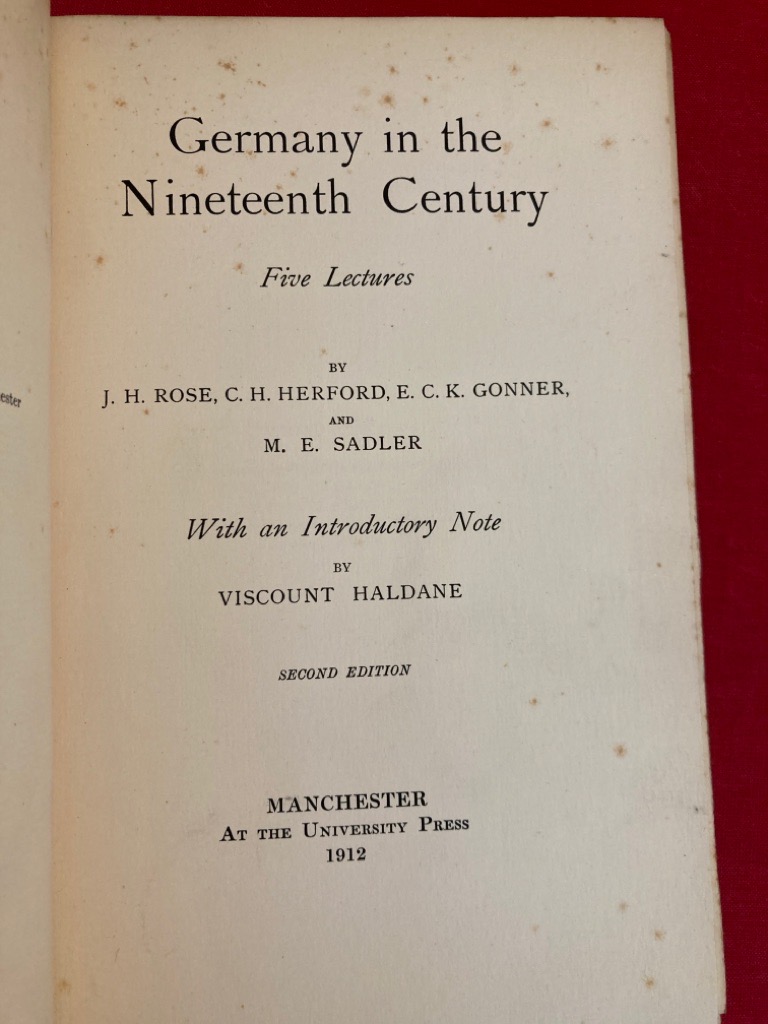 Germany in the
Nineteenth Century
Five Lectures
BY
J. H. ROSE, C. H. HERFORD, E. C. K. GONNER,
AND
M. E. SADLER
With an Introductory Note
BY
VISCOUNT HALDANE
SECOND EDITION
MANCHESTER
AT THE UNIVERSITY PRESS
1912